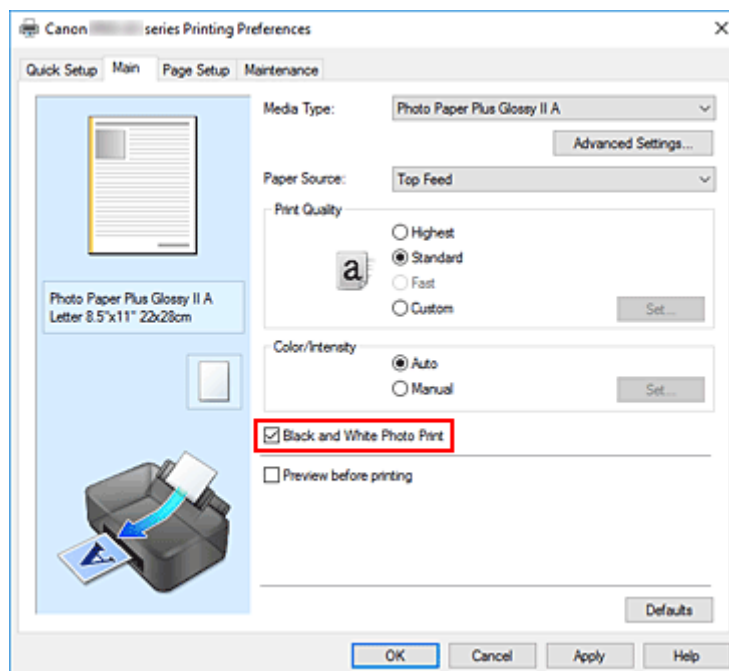 Canon series Printing Preferences
Quick Setup Main Page Setup Maintenance
Media Type: Photo Paper Plus Glossy II A
Advanced Settings...
Paper Source: Top Feed
Print Quality
Highest
a
Standard
Fast
Custom Set...
Photo Paper Plus Glossy II A
Letter 8.5"x11" 22x28cm
Color/Intensity
Auto
Manual Set...
Black and White Photo Print
Preview before printing
A
Defaults
OK Cancel Apply Help